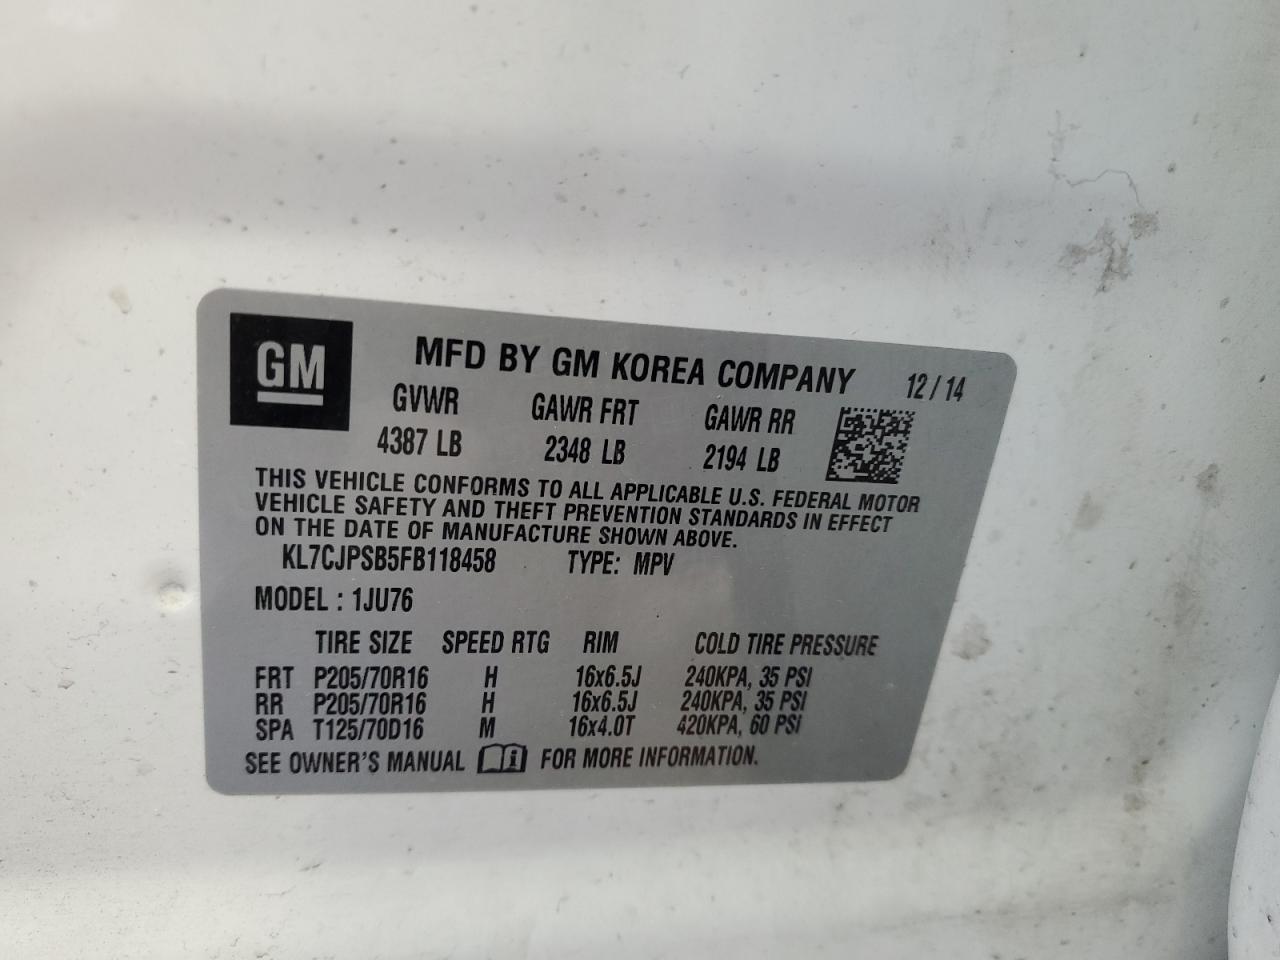 GM
MFD BY GM KOREA COMPANY 12/14
GVWR GAWR FRT GAWR RR
4387 LB 2348 LB 2194 LB
THIS VEHICLE CONFORMS TO ALL APPLICABLE U.S. FEDERAL MOTOR
VEHICLE SAFETY AND THEFT PREVENTION STANDARDS IN EFFECT
ON THE DATE OF MANUFACTURE SHOWN ABOVE.
KL7CJPSB5FB118458 TYPE: MPV
MODEL : 1JU76
TIRE SIZE SPEED RTG RIM COLD TIRE PRESSURE
FRT P205/70R16 H 16x6.5J 240KPA, 35 PSI
RR P205/70R16 H 16x6.5J 240KPA, 35 PSI
SPA T125/70D16 M 16x4.0T 420KPA, 60 PSI
SEE OWNER'S MANUAL i FOR MORE INFORMATION.